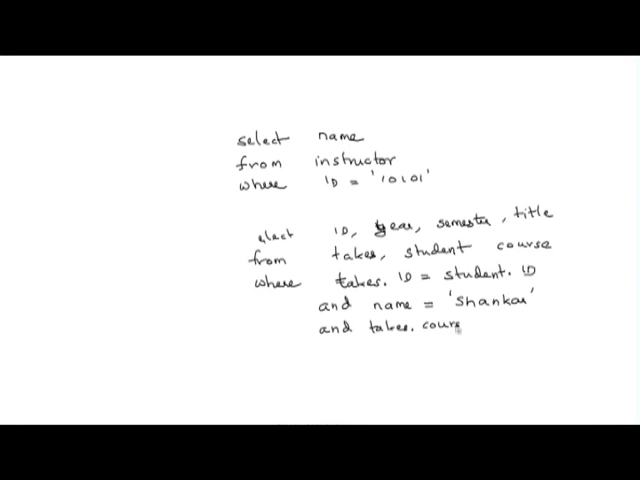 select name
from instructor
where ID = '10101'
elect ID, year, semester, title
from takes, student course
where takes. ID = student. ID
and name = 'Shankar'
and takes. cours